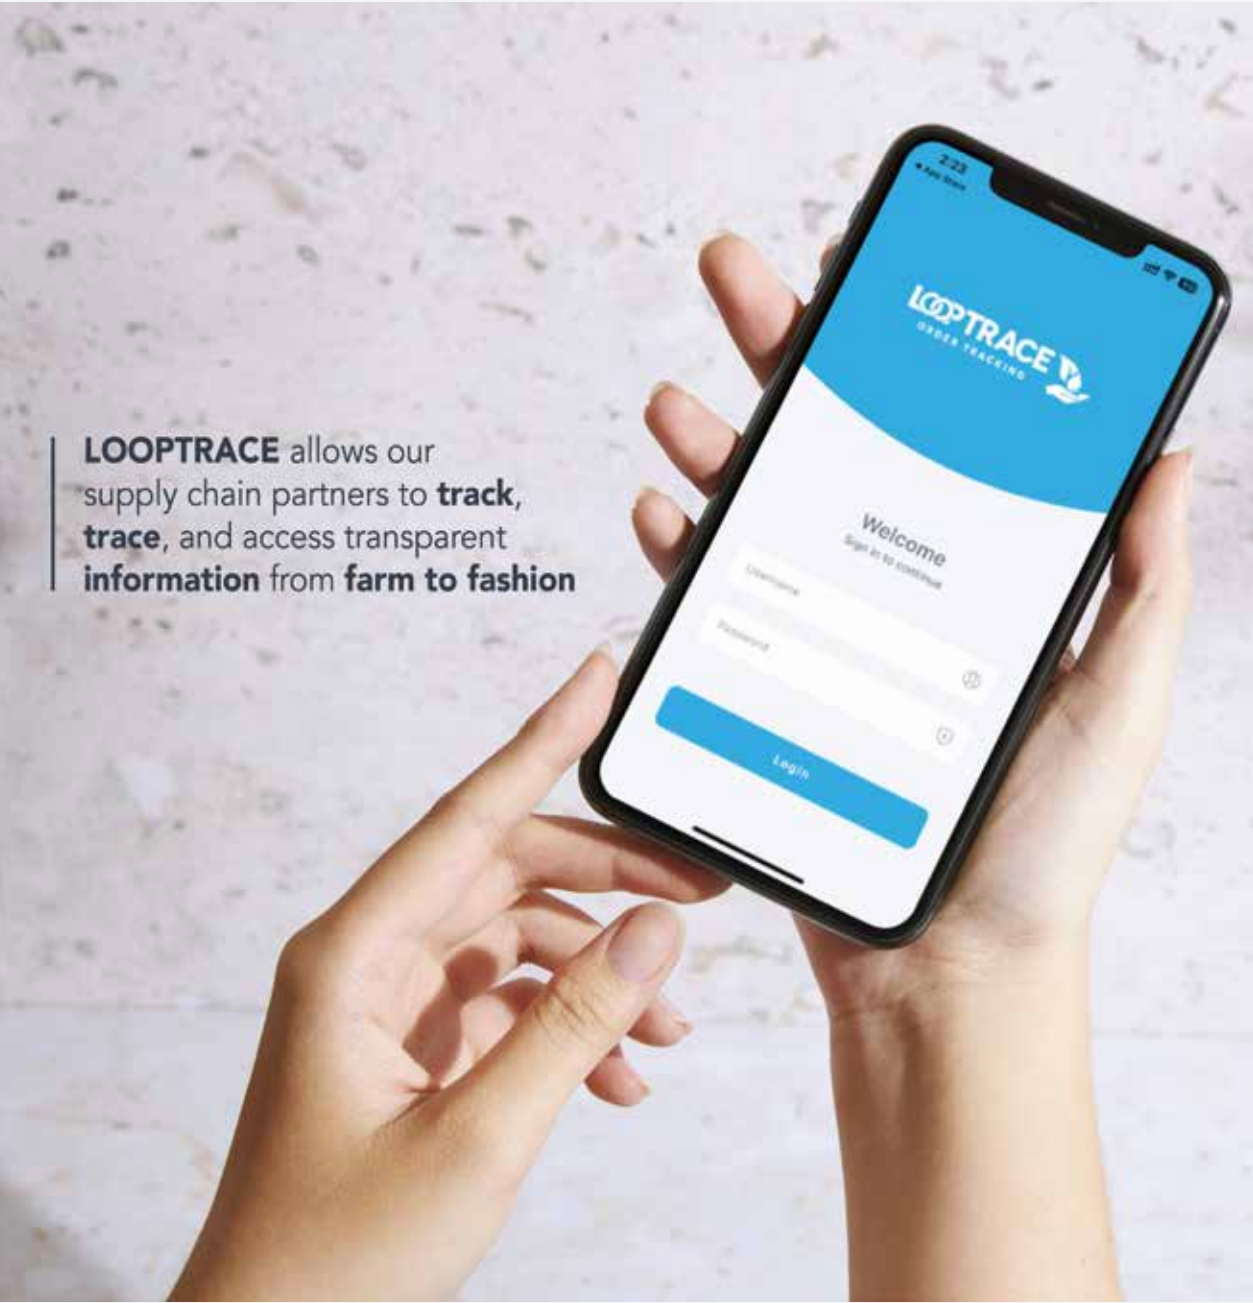 LOOPTRACE allows our
supply chain partners to track,
trace, and access transparent
information from farm to fashion
2:23
App Store
LOOPTRACE
ORDER TRACKING
Welcome
Sign in to continue
Username
Password
Login